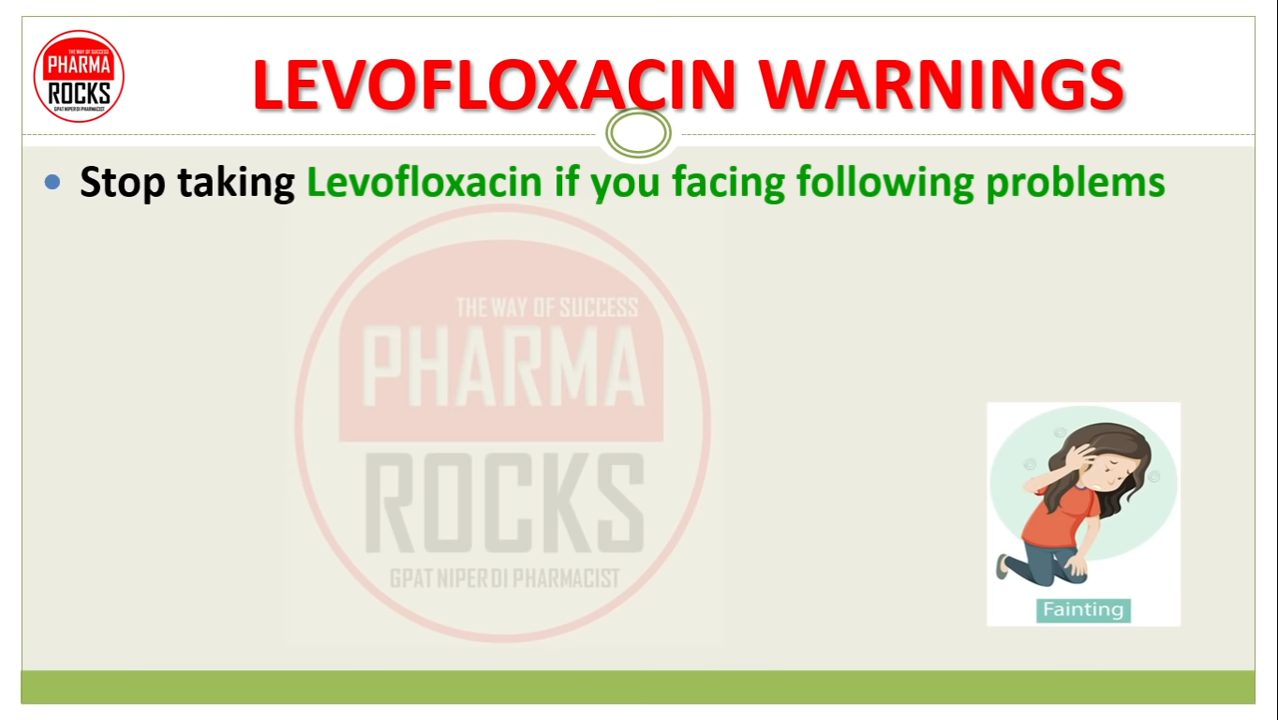 THE WAY OF SUCCESS
PHARMA
ROCKS
GPAT NIPER DI PHARMACIST
LEVOFLOXACIN WARNINGS
• Stop taking Levofloxacin if you facing following problems
THE WAY OF SUCCESS
PHARMA
ROCKS
GPAT NIPER DI PHARMACIST
Fainting